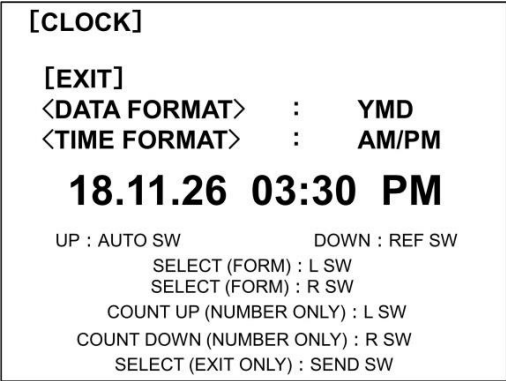 [CLOCK]
[EXIT]
〈DATA FORMAT〉 : YMD
〈TIME FORMAT〉 : AM/PM
18.11.26 03:30 PM
UP : AUTO SW DOWN : REF SW
SELECT (FORM) : L SW
SELECT (FORM) : R SW
COUNT UP (NUMBER ONLY) : L SW
COUNT DOWN (NUMBER ONLY) : R SW
SELECT (EXIT ONLY) : SEND SW